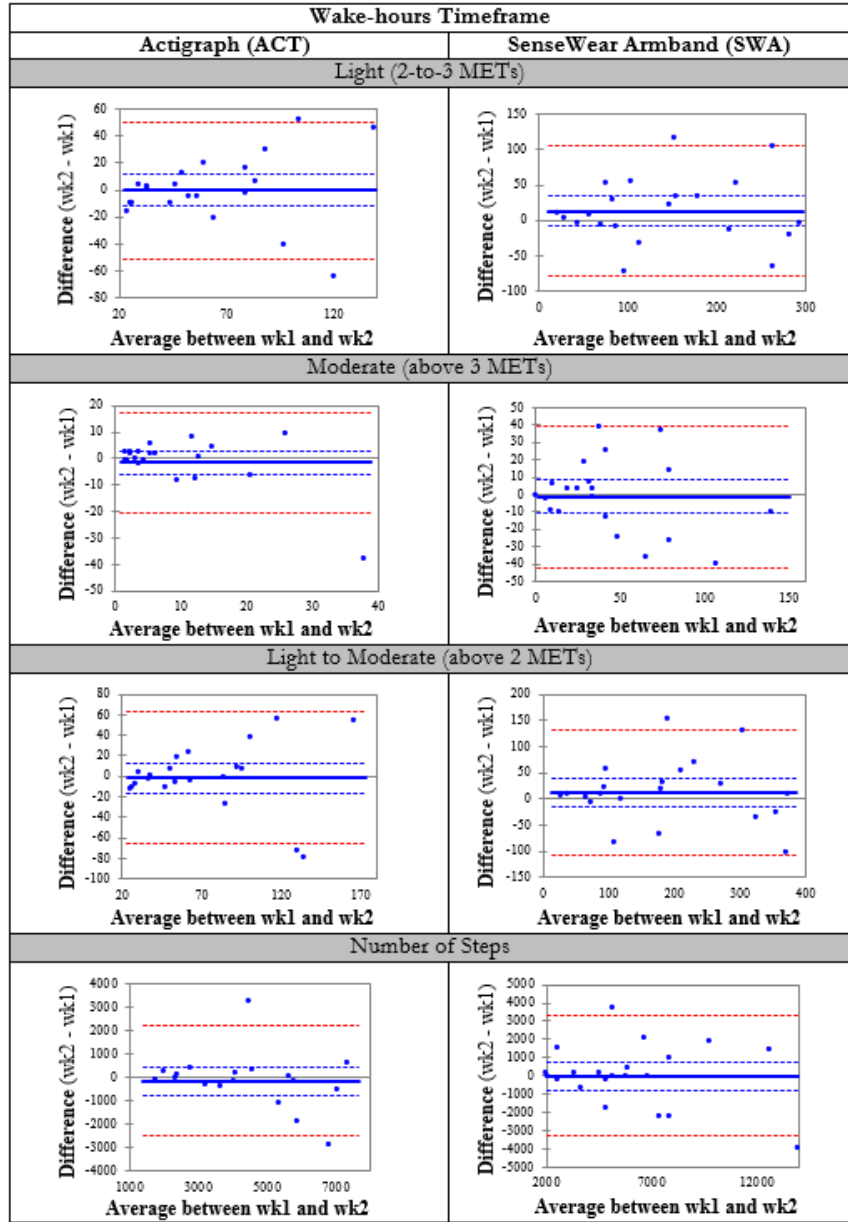 Wake-hours Timeframe
Actigraph (ACT) SenseWear Armband (SWA)
Light (2-to-3 METs)
Difference (wk2 - wk1)
60
40
20
0
-20
-40
-60
-80
20 70 120
Average between wk1 and wk2
Difference (wk2 - wk1)
150
100
50
0
-50
-100
0 100 200 300
Average between wk1 and wk2
Moderate (above 3 METs)
Difference (wk2 - wk1)
20
10
0
-10
-20
-30
-40
-50
0 10 20 30 40
Average between wk1 and wk2
Difference (wk2 - wk1)
50
40
30
20
10
0
-10
-20
-30
-40
-50
0 50 100 150
Average between wk1 and wk2
Light to Moderate (above 2 METs)
Difference (wk2 - wk1)
80
60
40
20
0
-20
-40
-60
-80
-100
20 70 120 170
Average between wk1 and wk2
Difference (wk2 - wk1)
200
150
100
50
0
-50
-100
-150
0 100 200 300 400
Average between wk1 and wk2
Number of Steps
Difference (wk2 - wk1)
4000
3000
2000
1000
0
-1000
-2000
-3000
-4000
1000 3000 5000 7000
Average between wk1 and wk2
Difference (wk2 - wk1)
5000
4000
3000
2000
1000
0
-1000
-2000
-3000
-4000
-5000
2000 7000 12000
Average between wk1 and wk2